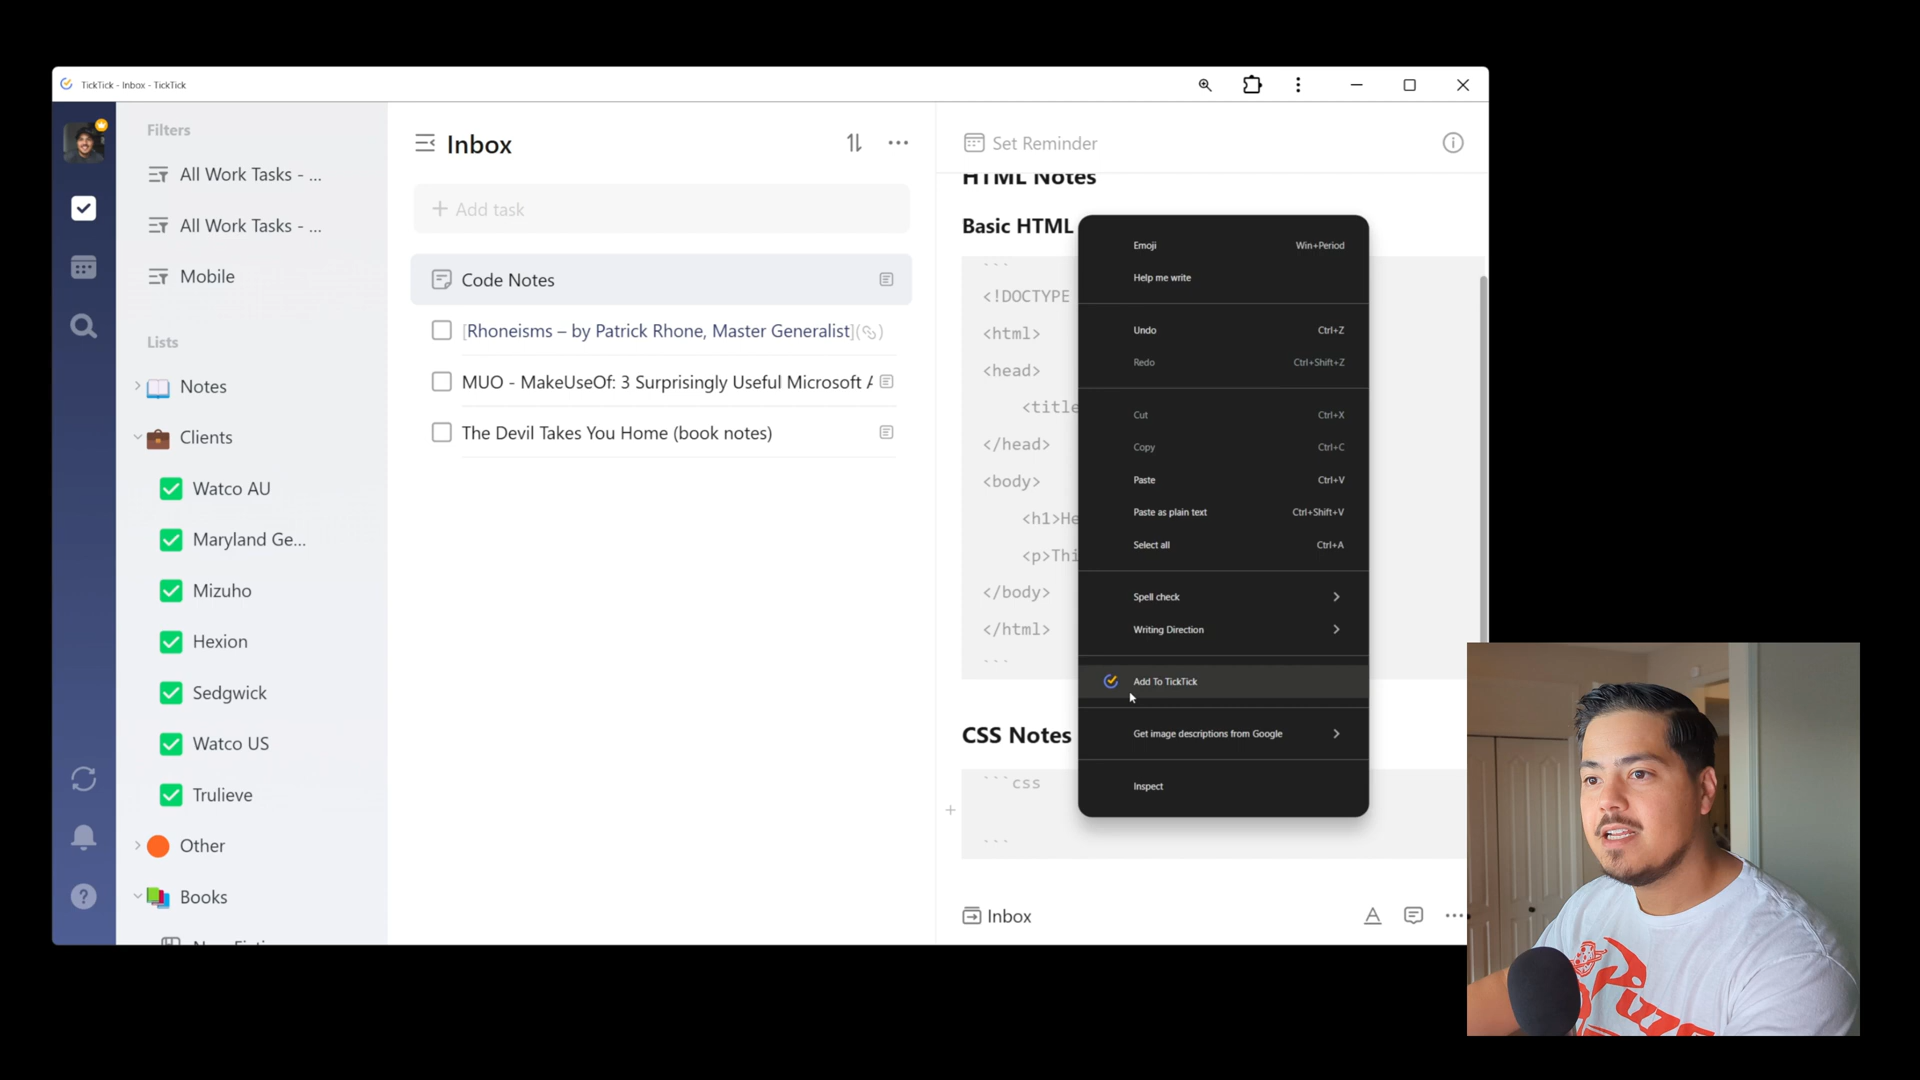 TickTick - Inbox - TickTick
Filters
All Work Tasks - ...
All Work Tasks - ...
Mobile
Lists
Notes
Clients
Watco AU
Maryland Ge...
Mizuho
Hexion
Sedgwick
Watco US
Trulieve
Other
Books
Inbox
+ Add task
Code Notes
[Rhoneisms – by Patrick Rhone, Master Generalist]()
MUO - MakeUseOf: 3 Surprisingly Useful Microsoft A
The Devil Takes You Home (book notes)
Set Reminder
HTML Notes
Basic HTML
```
<!DOCTYPE
<html>
<head>
<title
</head>
<body>
<h1>He
<p>Thi
</body>
</html>
```
CSS Notes
```css
```
Inbox
Emoji Win+Period
Help me write
Undo Ctrl+Z
Redo Ctrl+Shift+Z
Cut Ctrl+X
Copy Ctrl+C
Paste Ctrl+V
Paste as plain text Ctrl+Shift+V
Select all Ctrl+A
Spell check
Writing Direction
Add To TickTick
Get image descriptions from Google
Inspect